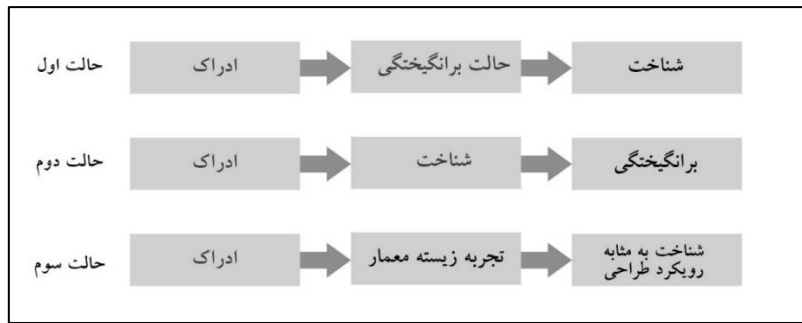 حالت اول
ادراک
حالت برانگیختگی
شناخت
حالت دوم
ادراک
شناخت
برانگیختگی
حالت سوم
ادراک
تجربه زیسته معمار
شناخت به مثابه
رویکرد طراحی